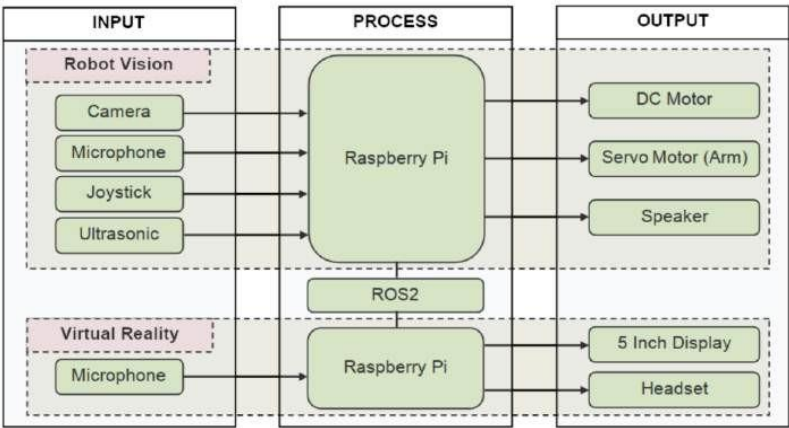 INPUT
PROCESS
OUTPUT
Robot Vision
Camera
Microphone
Joystick
Ultrasonic
Raspberry Pi
DC Motor
Servo Motor (Arm)
Speaker
ROS2
Virtual Reality
Microphone
Raspberry Pi
5 Inch Display
Headset